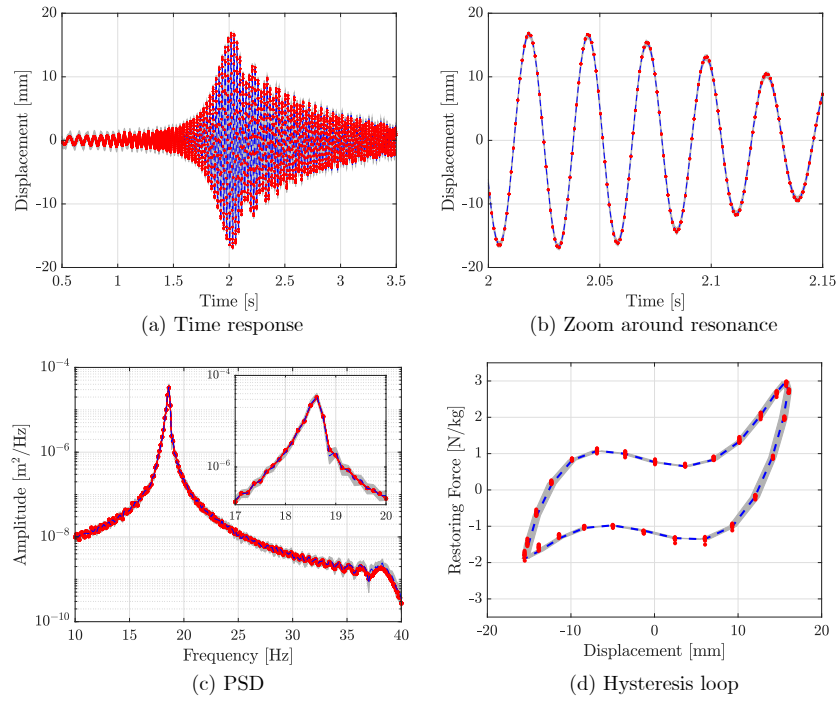 20
10
0
-10
-20
Displacement [mm]
0.5 1 1.5 2 2.5 3 3.5
Time [s]
(a) Time response
20
10
0
-10
-20
Displacement [mm]
2 2.05 2.1 2.15
Time [s]
(b) Zoom around resonance
10⁻⁴
10⁻⁶
10⁻⁸
10⁻¹⁰
Amplitude [m²/Hz]
10⁻⁴
10⁻⁶
17 18 19 20
10 15 20 25 30 35 40
Frequency [Hz]
(c) PSD
3
2
1
0
-1
-2
-3
Restoring Force [N/kg]
-20 -10 0 10 20
Displacement [mm]
(d) Hysteresis loop